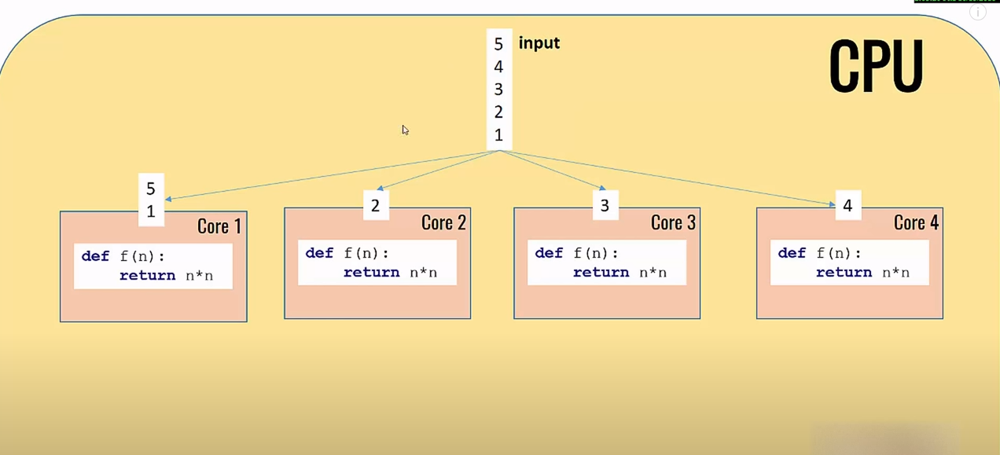 CPU
input
5
4
3
2
1
5
1
Core 1
def f(n):
return n*n
2
Core 2
def f(n):
return n*n
3
Core 3
def f(n):
return n*n
4
Core 4
def f(n):
return n*n